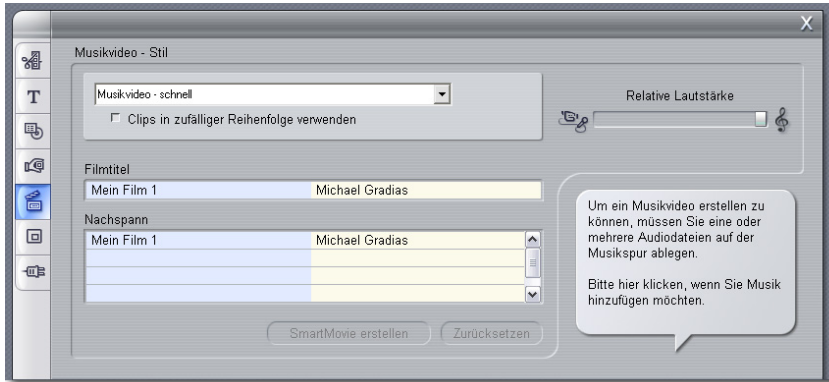 X
Musikvideo - Stil
T
Musikvideo - schnell
Clips in zufälliger Reihenfolge verwenden
Relative Lautstärke
Filmtitel
Mein Film 1 Michael Gradias
Nachspann
Mein Film 1 Michael Gradias
Um ein Musikvideo erstellen zu
können, müssen Sie eine oder
mehrere Audiodateien auf der
Musikspur ablegen.
Bitte hier klicken, wenn Sie Musik
hinzufügen möchten.
SmartMovie erstellen Zurücksetzen